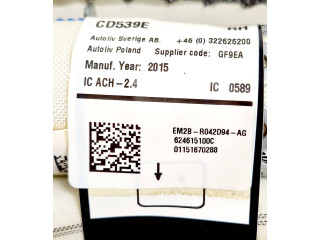 CD539E RH
Autoliv Sverige AB. +46 (0) 322626200
Autoliv Poland Supplier code: GF9EA
Manuf. Year: 2015
IC ACH-2.4 IC 0589
EM2B-R042D94-AG
624615100C
01151670288